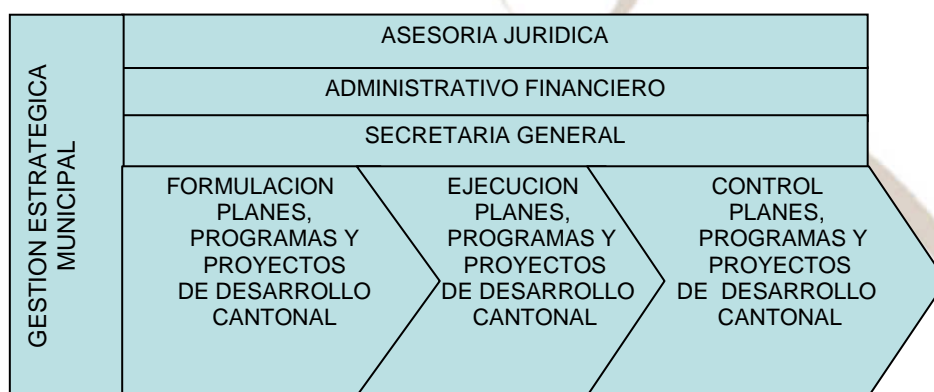 GESTION ESTRATEGICA
MUNICIPAL
ASESORIA JURIDICA
ADMINISTRATIVO FINANCIERO
SECRETARIA GENERAL
FORMULACION
PLANES,
PROGRAMAS Y
PROYECTOS
DE DESARROLLO
CANTONAL
EJECUCION
PLANES,
PROGRAMAS Y
PROYECTOS
DE DESARROLLO
CANTONAL
CONTROL
PLANES,
PROGRAMAS Y
PROYECTOS
DE DESARROLLO
CANTONAL